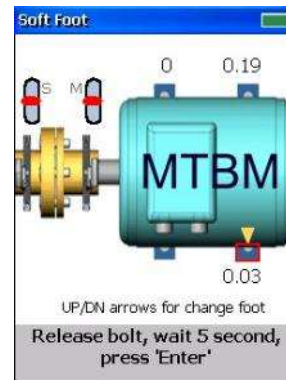 Soft Foot
0 0.19
S M
MTBM
0.03
UP/DN arrows for change foot
Release bolt, wait 5 second,
press 'Enter'